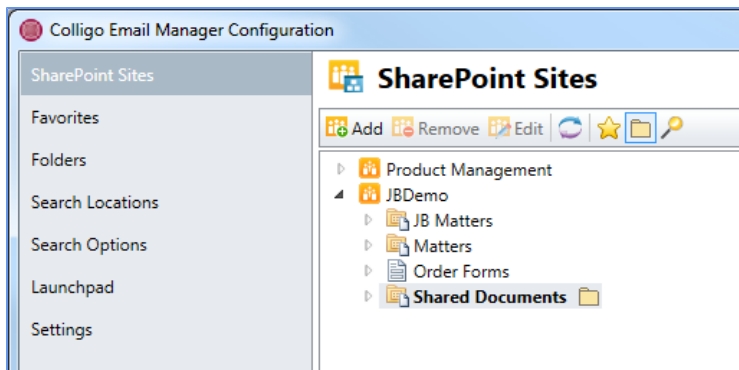 Colligo Email Manager Configuration
SharePoint Sites
Favorites
Folders
Search Locations
Search Options
Launchpad
Settings
SharePoint Sites
Add Remove Edit
Product Management
JBDemo
JB Matters
Matters
Order Forms
Shared Documents